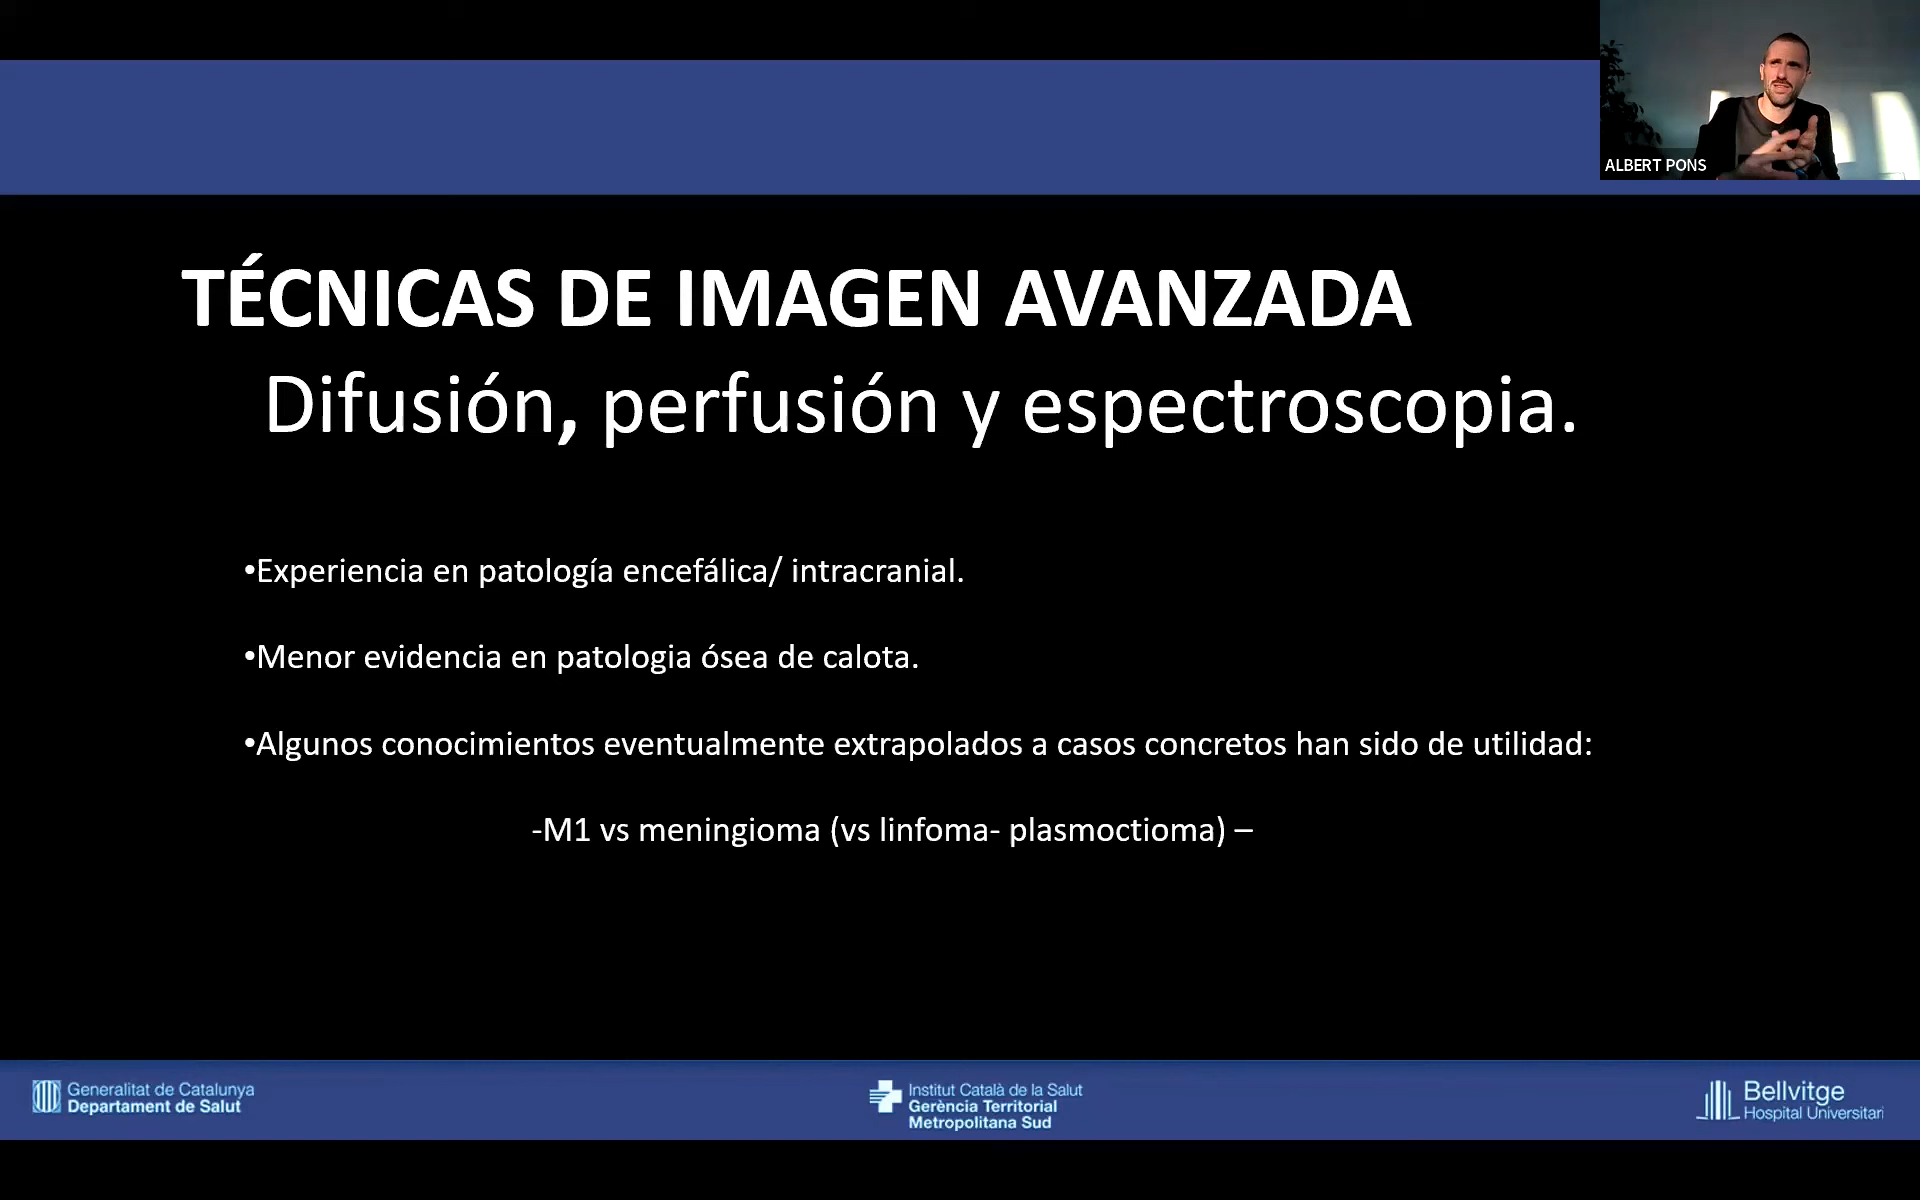 ALBERT PONS
TÉCNICAS DE IMAGEN AVANZADA
Difusión, perfusión y espectroscopia.
•Experiencia en patología encefálica/ intracranial.
•Menor evidencia en patologia ósea de calota.
•Algunos conocimientos eventualmente extrapolados a casos concretos han sido de utilidad:
-M1 vs meningioma (vs linfoma- plasmoctioma) –
Generalitat de Catalunya
Departament de Salut
Institut Català de la Salut
Gerència Territorial
Metropolitana Sud
Bellvitge
Hospital Universitari